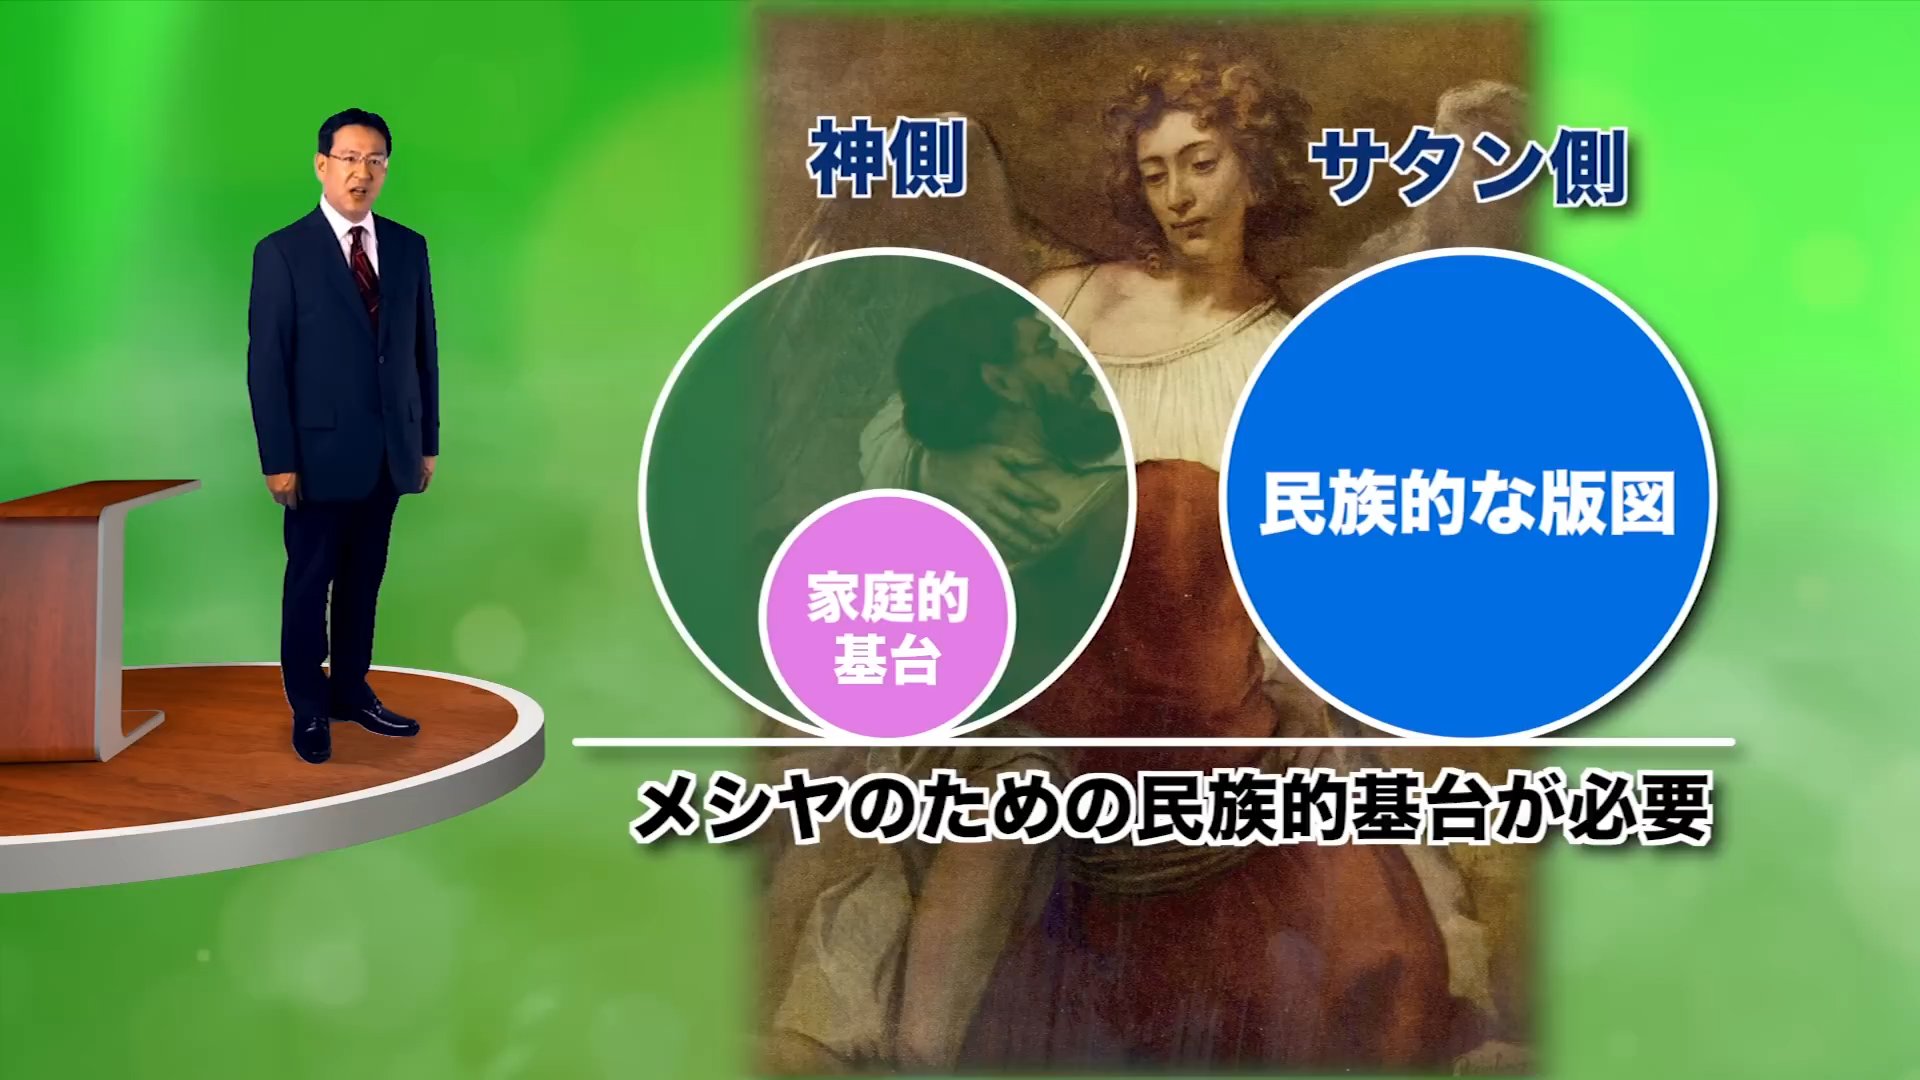 神側
サタン側
民族的な版図
家庭的
基台
メシヤのための民族的基台が必要